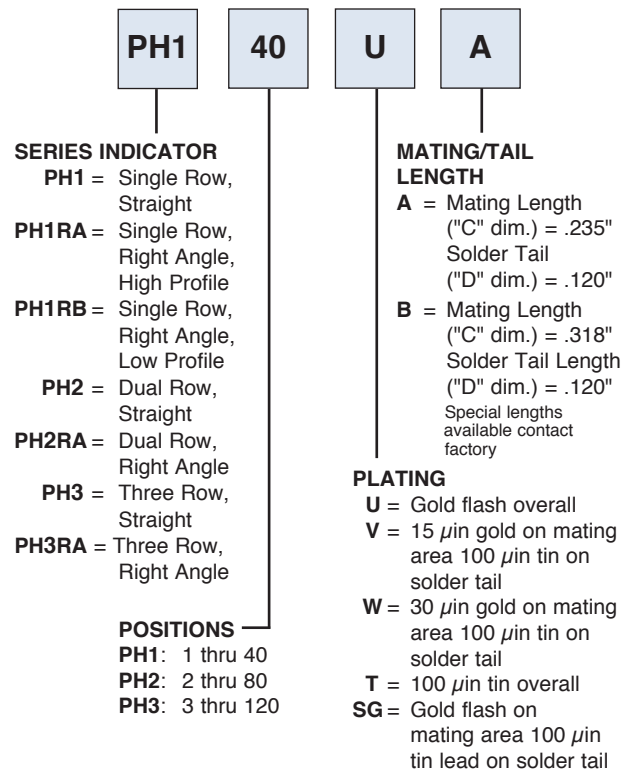 PH1 40 U A
SERIES INDICATOR
PH1 = Single Row,
Straight
PH1RA = Single Row,
Right Angle,
High Profile
PH1RB = Single Row,
Right Angle,
Low Profile
PH2 = Dual Row,
Straight
PH2RA = Dual Row,
Right Angle
PH3 = Three Row,
Straight
PH3RA = Three Row,
Right Angle
POSITIONS
PH1: 1 thru 40
PH2: 2 thru 80
PH3: 3 thru 120
MATING/TAIL
LENGTH
A = Mating Length
("C" dim.) = .235"
Solder Tail
("D" dim.) = .120"
B = Mating Length
("C" dim.) = .318"
Solder Tail Length
("D" dim.) = .120"
Special lengths
available contact
factory
PLATING
U = Gold flash overall
V = 15 µin gold on mating
area 100 µin tin on
solder tail
W = 30 µin gold on mating
area 100 µin tin on
solder tail
T = 100 µin tin overall
SG = Gold flash on
mating area 100 µin
tin lead on solder tail